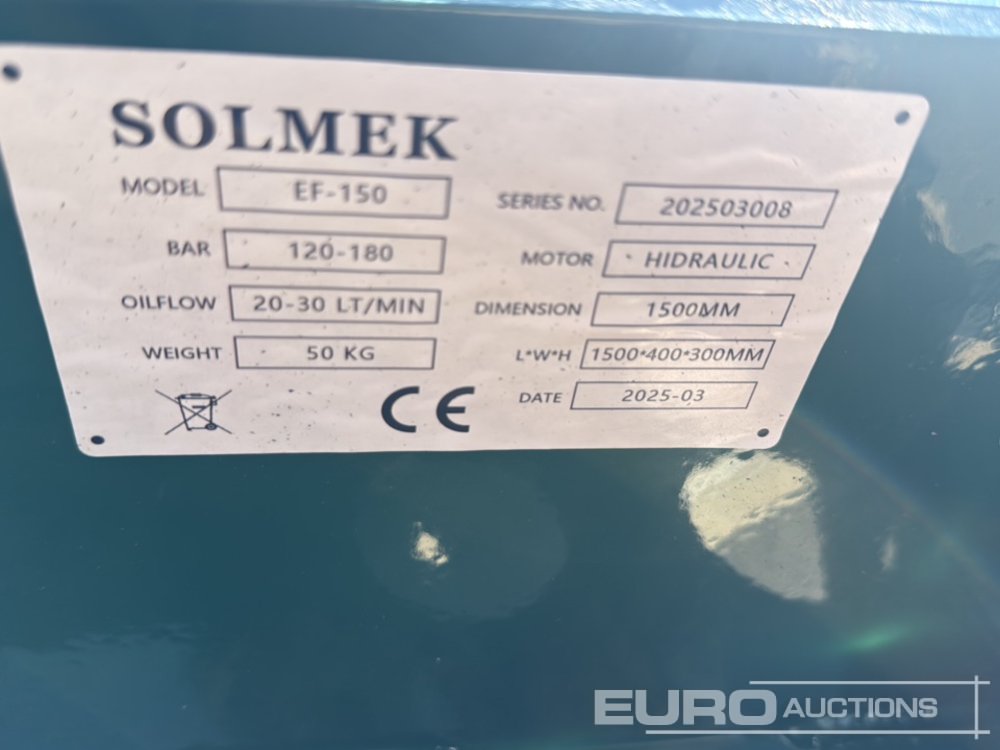 SOLMEK
MODEL EF-150
BAR 120-180
OILFLOW 20-30 LT/MIN
WEIGHT 50 KG
SERIES NO. 202503008
MOTOR HIDRAULIC
DIMENSION 1500MM
L*W*H 1500*400*300MM
DATE 2025-03
CE
EURO AUCTIONS